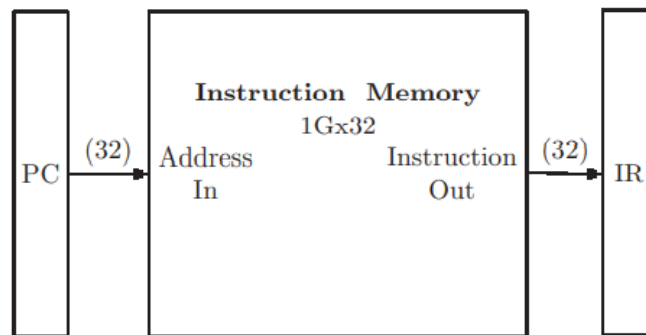 Instruction Memory
1Gx32
PC
(32)
Address
In
Instruction
Out
(32)
IR